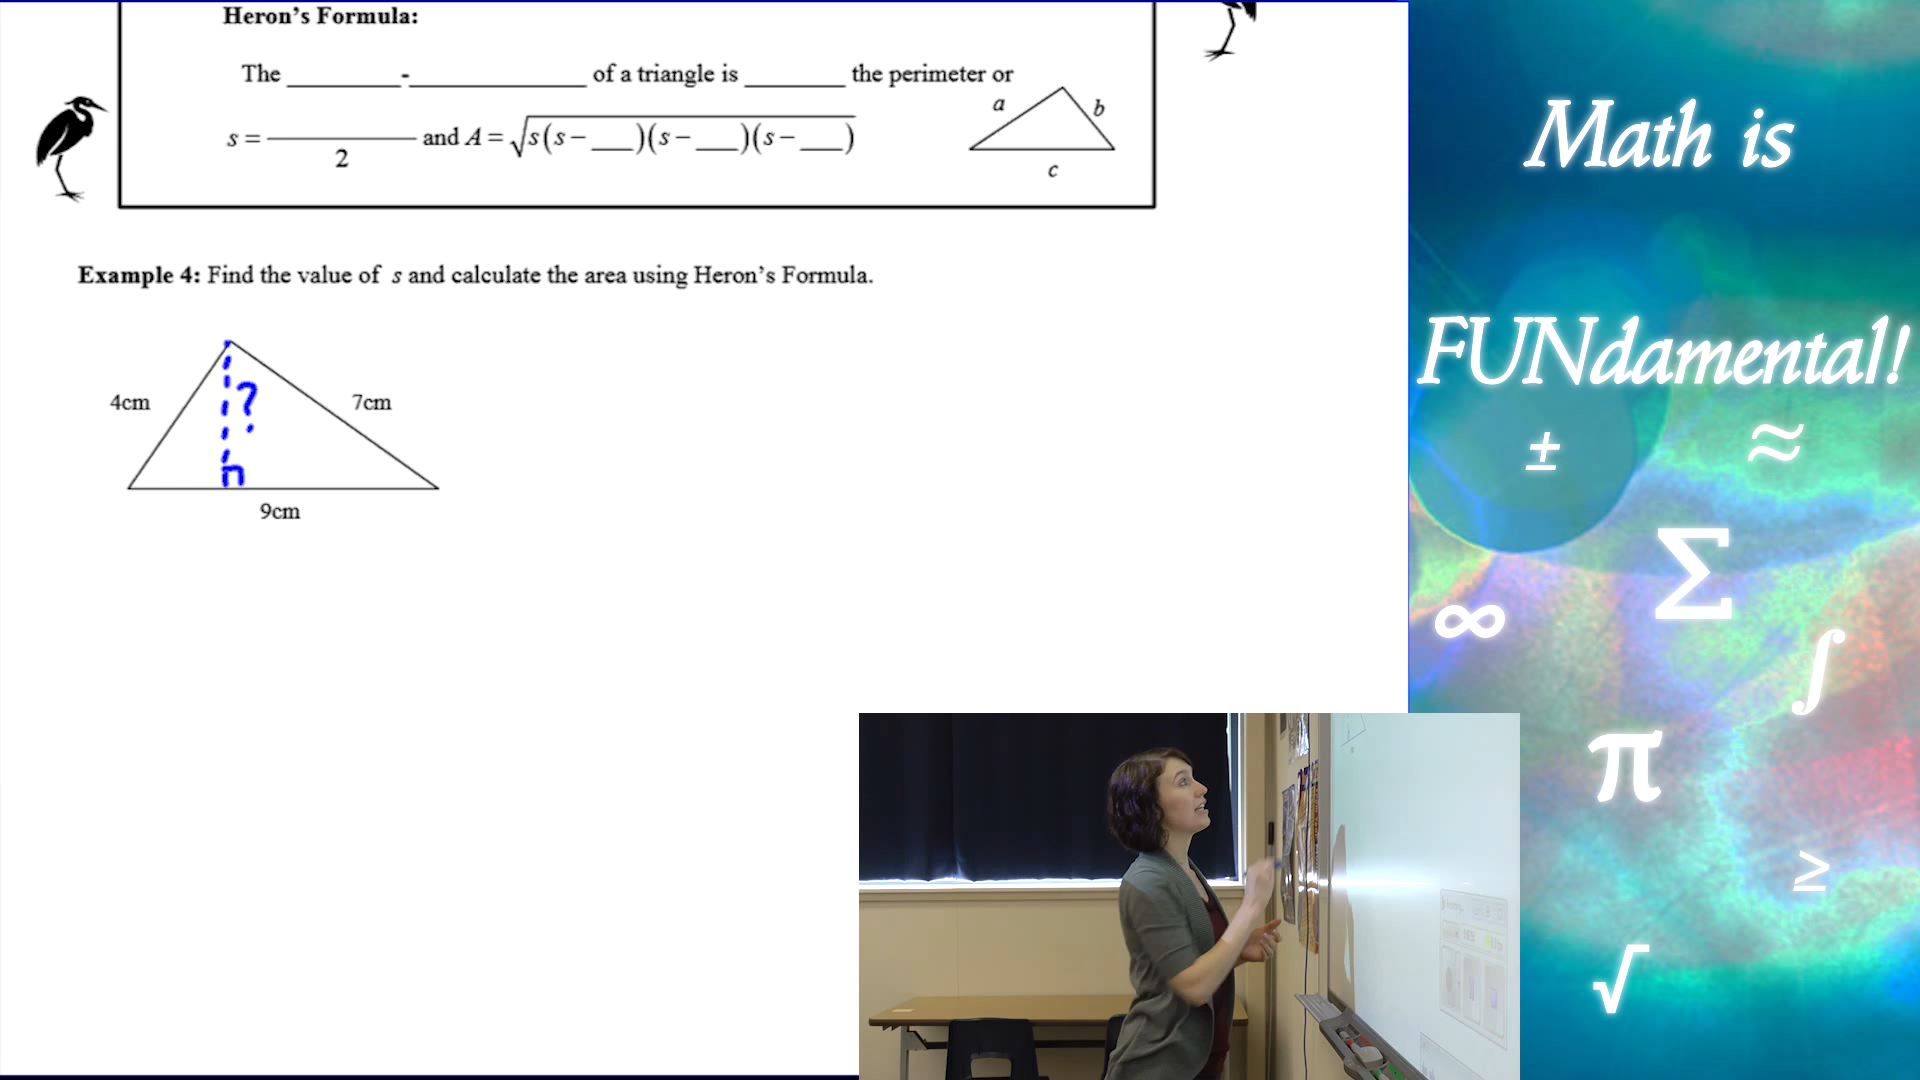 Heron's Formula:
The ________-____________ of a triangle is _______ the perimeter or
s = ___________ and A = √s(s − ___)(s − ___)(s − ___)
2
a
b
c
Example 4: Find the value of s and calculate the area using Heron's Formula.
4cm
?
7cm
9cm
Math is
FUNdamental!
±
≈
Σ
∞
∫
π
≥
√